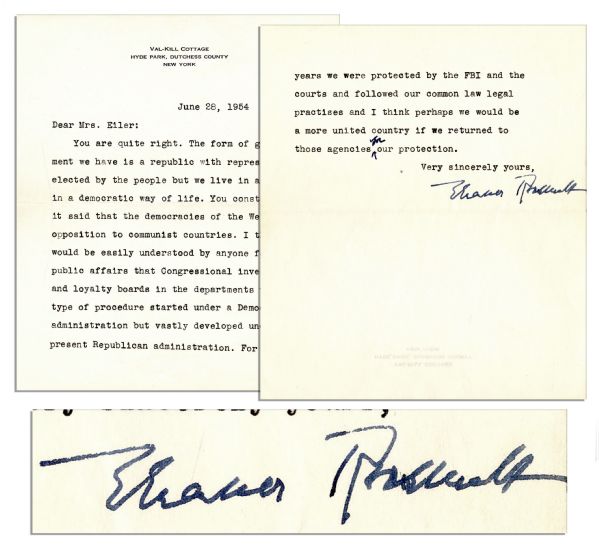 VAL-KILL COTTAGE
HYDE PARK, DUTCHESS COUNTY
NEW YORK
June 28, 1954
Dear Mrs. Eiler:
You are quite right. The form of g
ment we have is a republic with repres
elected by the people but we live in a
in a democratic way of life. You const
it said that the democracies of the We
opposition to communist countries. I t
would be easily understood by anyone f
public affairs that Congressional inve
and loyalty boards in the departments
type of procedure started under a Demo
administration but vastly developed un
present Republican administration. For
years we were protected by the FBI and the
courts and followed our common law legal
practises and I think perhaps we would be
a more united country if we returned to
those agencies for our protection.
Very sincerely yours,
Eleanor Roosevelt
Eleanor Roosevelt